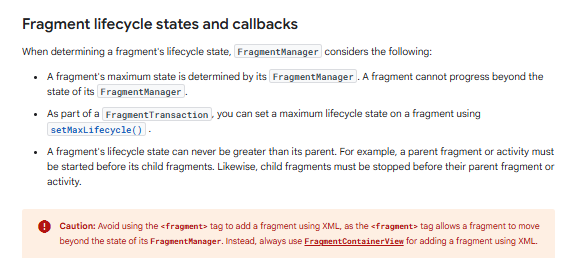 Fragment lifecycle states and callbacks
When determining a fragment's lifecycle state, FragmentManager considers the following:
• A fragment's maximum state is determined by its FragmentManager. A fragment cannot progress beyond the
state of its FragmentManager.
• As part of a FragmentTransaction, you can set a maximum lifecycle state on a fragment using
setMaxLifecycle() .
• A fragment's lifecycle state can never be greater than its parent. For example, a parent fragment or activity must
be started before its child fragments. Likewise, child fragments must be stopped before their parent fragment or
activity.
Caution: Avoid using the <fragment> tag to add a fragment using XML, as the <fragment> tag allows a fragment to move
beyond the state of its FragmentManager. Instead, always use FragmentContainerView for adding a fragment using XML.